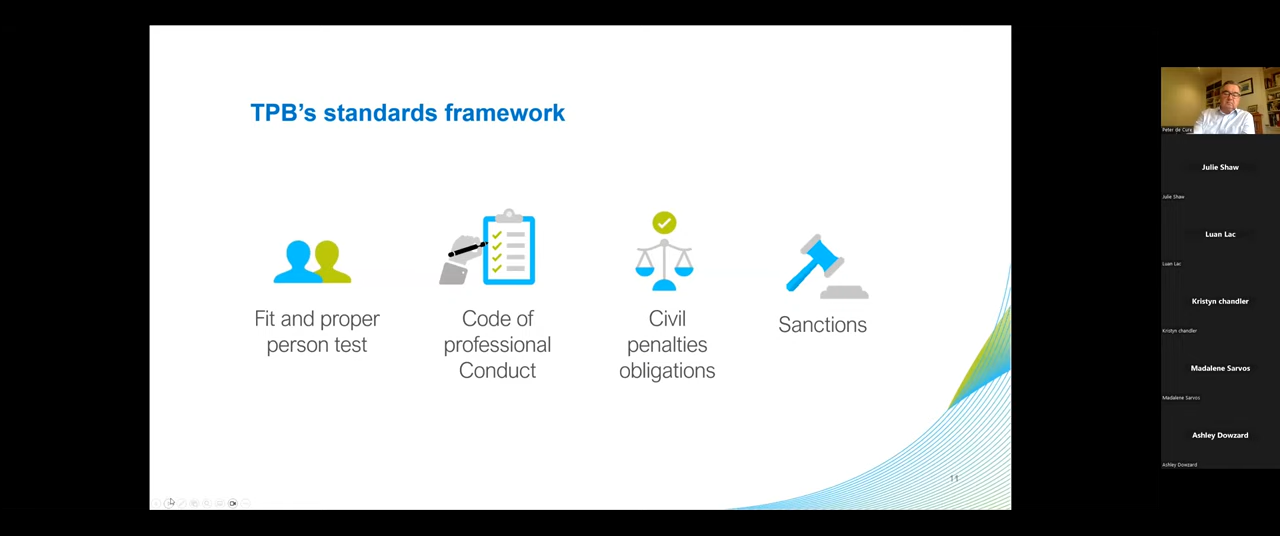 TPB's standards framework
Fit and proper
person test
Code of
professional
Conduct
Civil
penalties
obligations
Sanctions
11
Peter de Cure
Julie Shaw
Julie Shaw
Luan Lac
Luan Lac
Kristyn chandler
Kristyn chandler
Madalene Sarvos
Madalene Sarvos
Ashley Dowzard
Ashley Dowzard